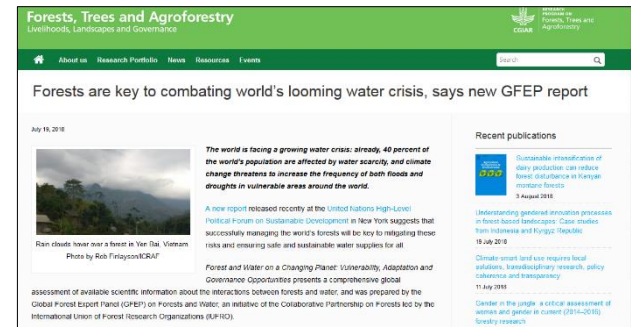 Forests, Trees and Agroforestry
Livelihoods, Landscapes and Governance
CGIAR
RESEARCH
PROGRAM ON
Forests, Trees and
Agroforestry
About us Research Portfolio News Resources Events
Search
Forests are key to combating world's looming water crisis, says new GFEP report
July 19, 2018
The world is facing a growing water crisis: already, 40 percent of
the world's population are affected by water scarcity, and climate
change threatens to increase the frequency of both floods and
droughts in vulnerable areas around the world.
A new report released recently at the United Nations High-Level
Political Forum on Sustainable Development in New York suggests that
successfully managing the world's forests will be key to mitigating these
risks and ensuring safe and sustainable water supplies for all.
Rain clouds hover over a forest in Yen Bai, Vietnam.
Photo by Rob Finlayson/ICRAF
Forest and Water on a Changing Planet: Vulnerability, Adaptation and
Governance Opportunities presents a comprehensive global
assessment of available scientific information about the interactions between forests and water, and was prepared by the
Global Forest Expert Panel (GFEP) on Forests and Water, an initiative of the Collaborative Partnership on Forests led by the
International Union of Forest Research Organizations (IUFRO).
Recent publications
Sustainable intensification of
dairy production can reduce
forest disturbance in Kenyan
montane forests
3 August 2018
Understanding gendered innovation processes
in forest-based landscapes: Case studies
from Indonesia and Kyrgyz Republic
19 July 2018
Climate smart land use requires local
solutions, transdisciplinary research, policy
coherence and transparency
11 July 2018
Gender in the jungle: a critical assessment of
women and gender in current (2014–2016)
forestry research